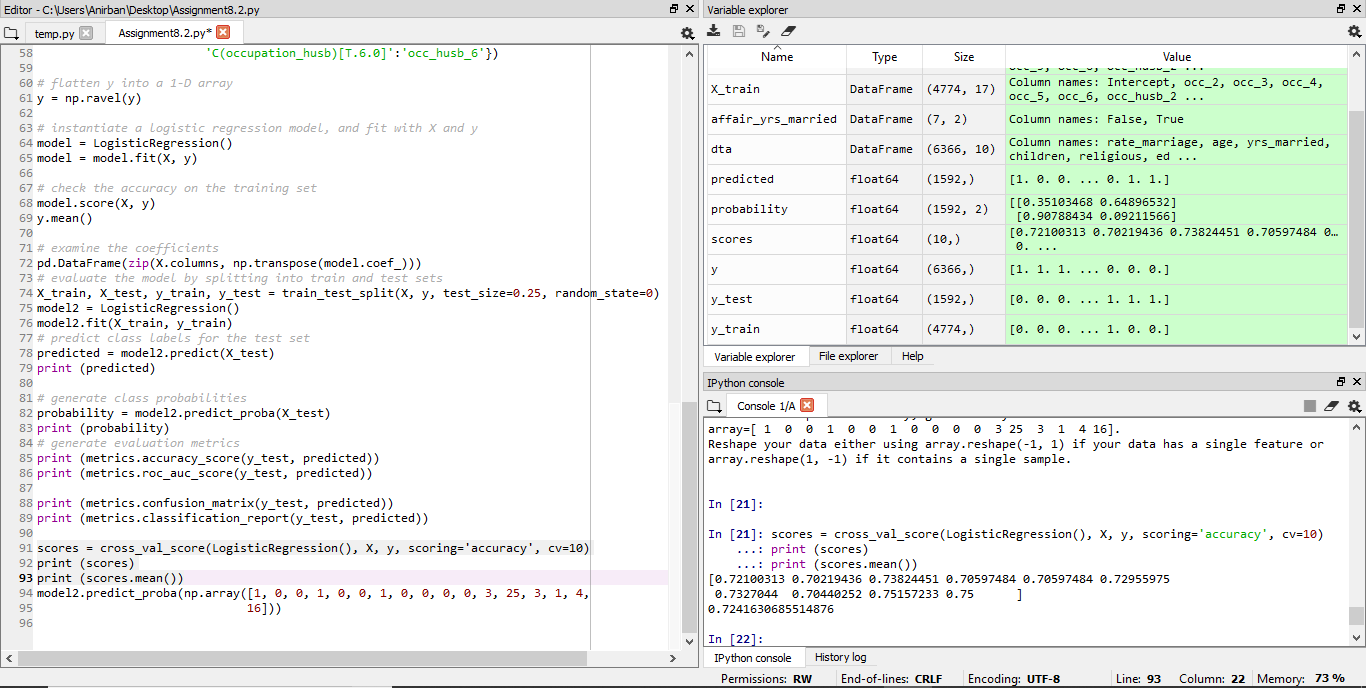 Editor - C:\Users\Anirban\Desktop\Assignment8.2.py
temp.py
Assignment8.2.py*
58 'C(occupation_husb)[T.6.0]':'occ_husb_6'})
59
60 # flatten y into a 1-D array
61 y = np.ravel(y)
62
63 # instantiate a logistic regression model, and fit with X and y
64 model = LogisticRegression()
65 model = model.fit(X, y)
66
67 # check the accuracy on the training set
68 model.score(X, y)
69 y.mean()
70
71 # examine the coefficients
72 pd.DataFrame(zip(X.columns, np.transpose(model.coef_)))
73 # evaluate the model by splitting into train and test sets
74 X_train, X_test, y_train, y_test = train_test_split(X, y, test_size=0.25, random_state=0)
75 model2 = LogisticRegression()
76 model2.fit(X_train, y_train)
77 # predict class labels for the test set
78 predicted = model2.predict(X_test)
79 print (predicted)
80
81 # generate class probabilities
82 probability = model2.predict_proba(X_test)
83 print (probability)
84 # generate evaluation metrics
85 print (metrics.accuracy_score(y_test, predicted))
86 print (metrics.roc_auc_score(y_test, predicted))
87
88 print (metrics.confusion_matrix(y_test, predicted))
89 print (metrics.classification_report(y_test, predicted))
90
91 scores = cross_val_score(LogisticRegression(), X, y, scoring='accuracy', cv=10)
92 print (scores)
93 print (scores.mean())
94 model2.predict_proba(np.array([1, 0, 0, 1, 0, 0, 1, 0, 0, 0, 0, 3, 25, 3, 1, 4,
95 16]))
96
Variable explorer
Name Type Size Value
occ_5, occ_6, occ_husb_2 ...
X_train DataFrame (4774, 17) Column names: Intercept, occ_2, occ_3, occ_4,
occ_5, occ_6, occ_husb_2 ...
affair_yrs_married DataFrame (7, 2) Column names: False, True
dta DataFrame (6366, 10) Column names: rate_marriage, age, yrs_married,
children, religious, ed ...
predicted float64 (1592,) [1. 0. 0. ... 0. 1. 1.]
probability float64 (1592, 2) [[0.35103468 0.64896532]
[0.90788434 0.09211566]
scores float64 (10,) [0.72100313 0.70219436 0.73824451 0.70597484 0…
0. ...
y float64 (6366,) [1. 1. 1. ... 0. 0. 0.]
y_test float64 (1592,) [0. 0. 0. ... 1. 1. 1.]
y_train float64 (4774,) [0. 0. 0. ... 1. 0. 0.]
Variable explorer File explorer Help
IPython console
Console 1/A
array=[ 1 0 0 1 0 0 1 0 0 0 0 3 25 3 1 4 16].
Reshape your data either using array.reshape(-1, 1) if your data has a single feature or
array.reshape(1, -1) if it contains a single sample.
In [21]:
In [21]: scores = cross_val_score(LogisticRegression(), X, y, scoring='accuracy', cv=10)
...: print (scores)
...: print (scores.mean())
[0.72100313 0.70219436 0.73824451 0.70597484 0.70597484 0.72955975
0.7327044 0.70440252 0.75157233 0.75 ]
0.7241630685514876
In [22]:
IPython console History log
Permissions: RW End-of-lines: CRLF Encoding: UTF-8 Line: 93 Column: 22 Memory: 73 %